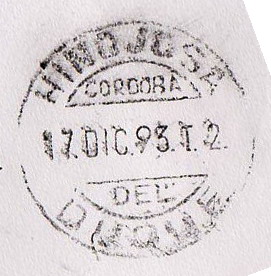 HINOJOSA
CORDOBA
17.DIC.93.T.2.
DEL
DUQUE